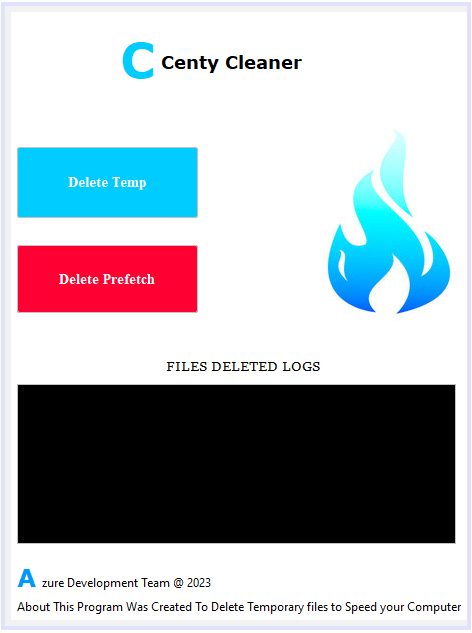 C Centy Cleaner
Delete Temp
Delete Prefetch
FILES DELETED LOGS
A zure Development Team @ 2023
About This Program Was Created To Delete Temporary files to Speed your Computer